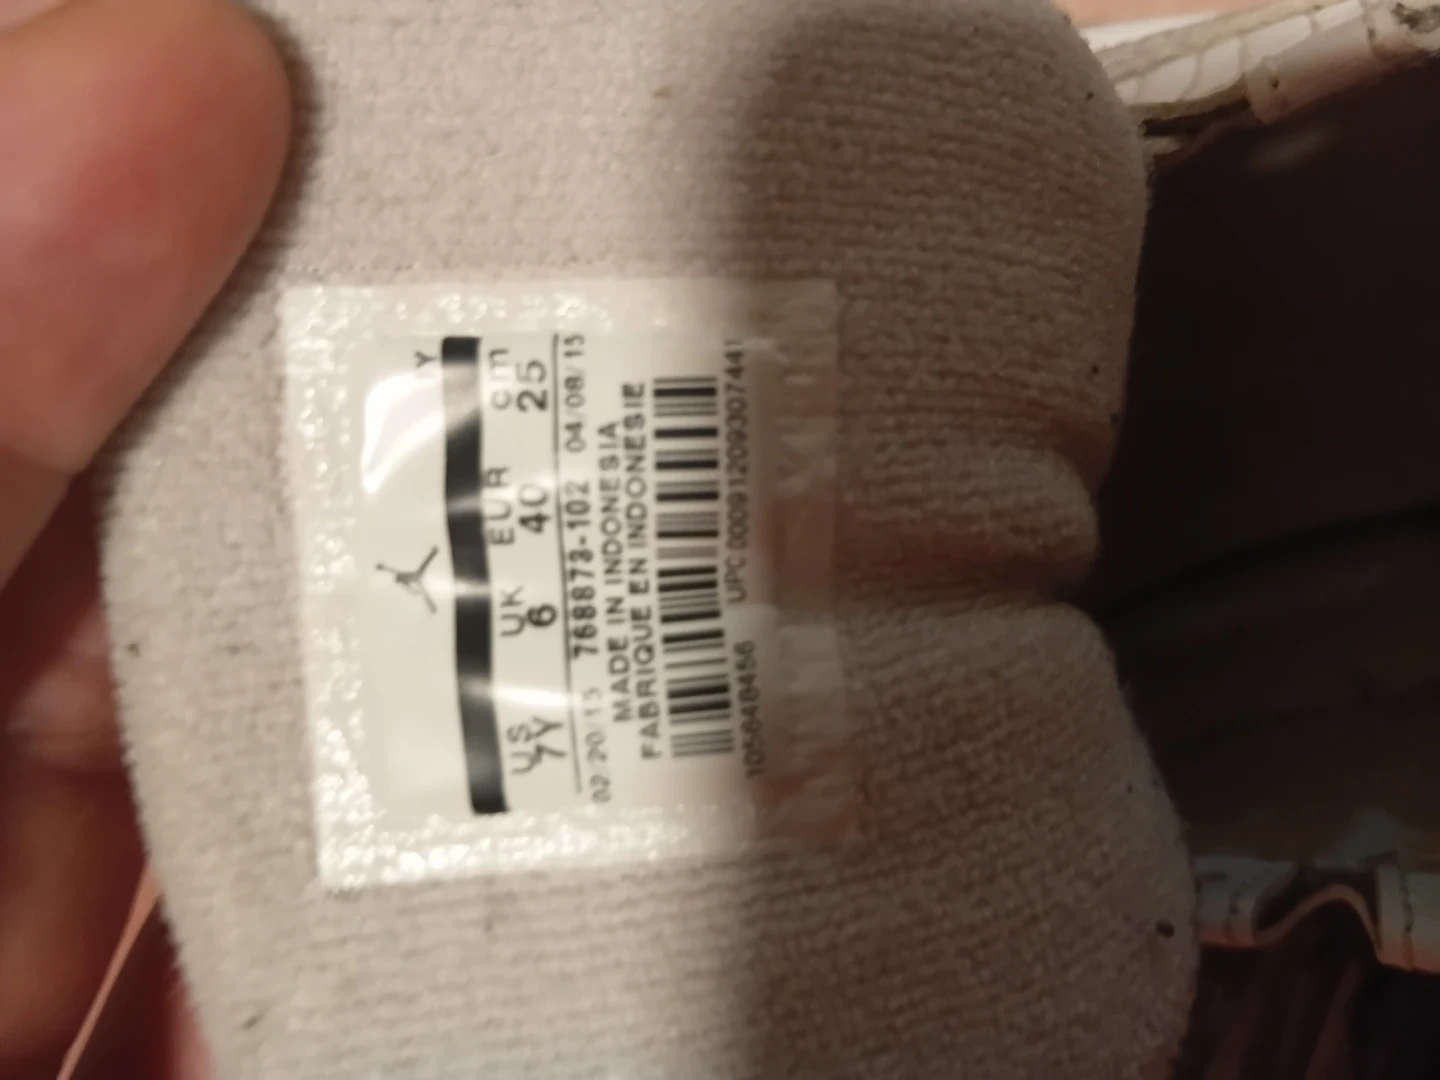 Y
US UK EUR cm
7Y 6 40 25
02/20/15 768873-102 04/08/15
MADE IN INDONESIA
FABRIQUE EN INDONESIE
1056484566 UPC 00091209307441